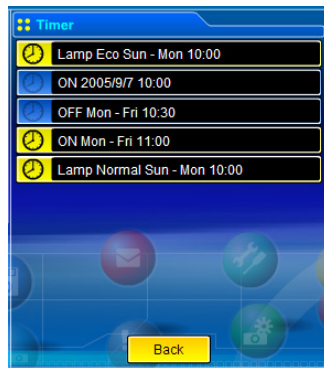 Timer
Lamp Eco Sun - Mon 10:00
ON 2005/9/7 10:00
OFF Mon - Fri 10:30
ON Mon - Fri 11:00
Lamp Normal Sun - Mon 10:00
Back